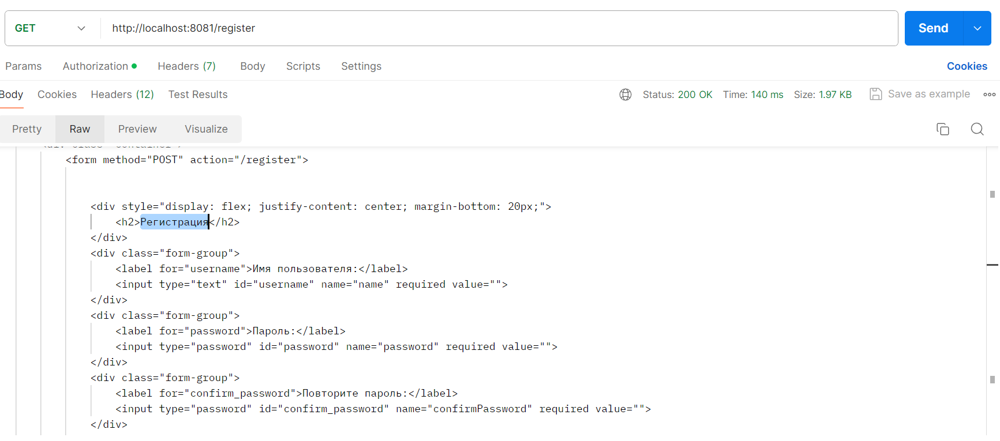 GET http://localhost:8081/register Send
Params Authorization Headers (7) Body Scripts Settings Cookies
Body Cookies Headers (12) Test Results Status: 200 OK Time: 140 ms Size: 1.97 KB Save as example
Pretty Raw Preview Visualize
<form method="POST" action="/register">
<div style="display: flex; justify-content: center; margin-bottom: 20px;">
<h2>Регистрация</h2>
</div>
<div class="form-group">
<label for="username">Имя пользователя:</label>
<input type="text" id="username" name="name" required value="">
</div>
<div class="form-group">
<label for="password">Пароль:</label>
<input type="password" id="password" name="password" required value="">
</div>
<div class="form-group">
<label for="confirm_password">Повторите пароль:</label>
<input type="password" id="confirm_password" name="confirmPassword" required value="">
</div>